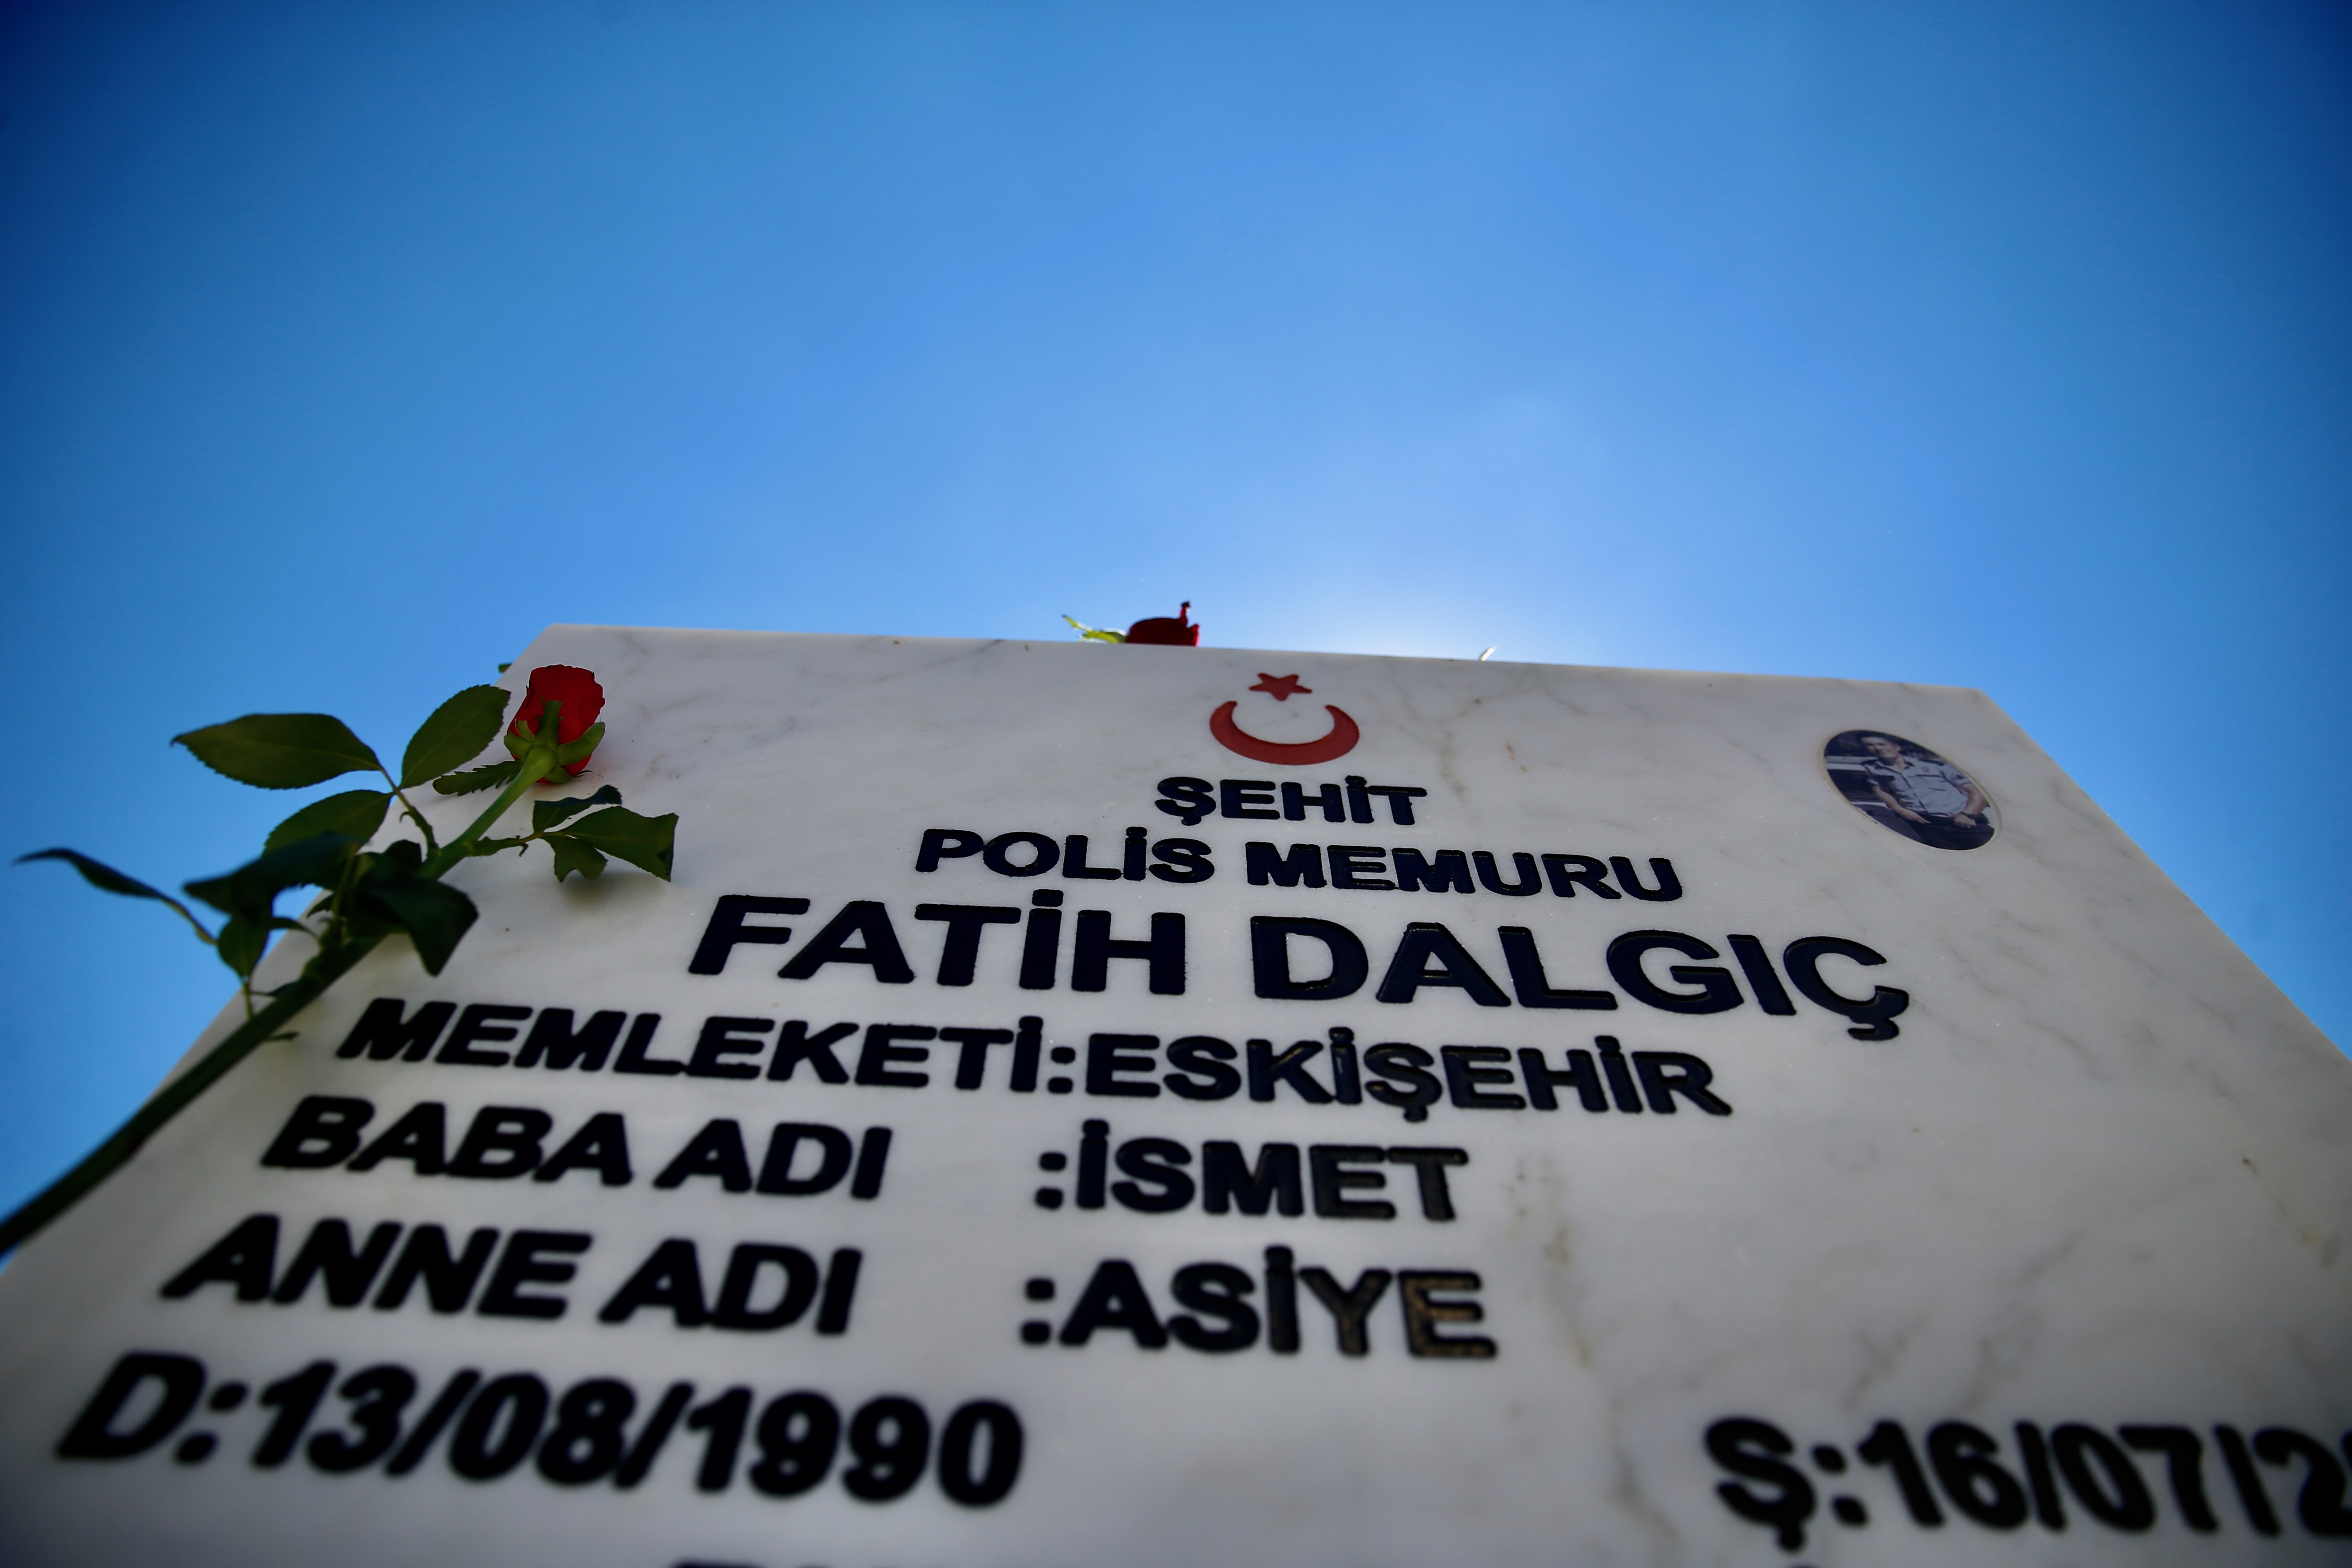 ŞEHİT
POLİS MEMURU
FATİH DALGIÇ
MEMLEKETİ:ESKİŞEHİR
BABA ADI :İSMET
ANNE ADI :ASİYE
D:13/08/1990 Ş:16/07/2